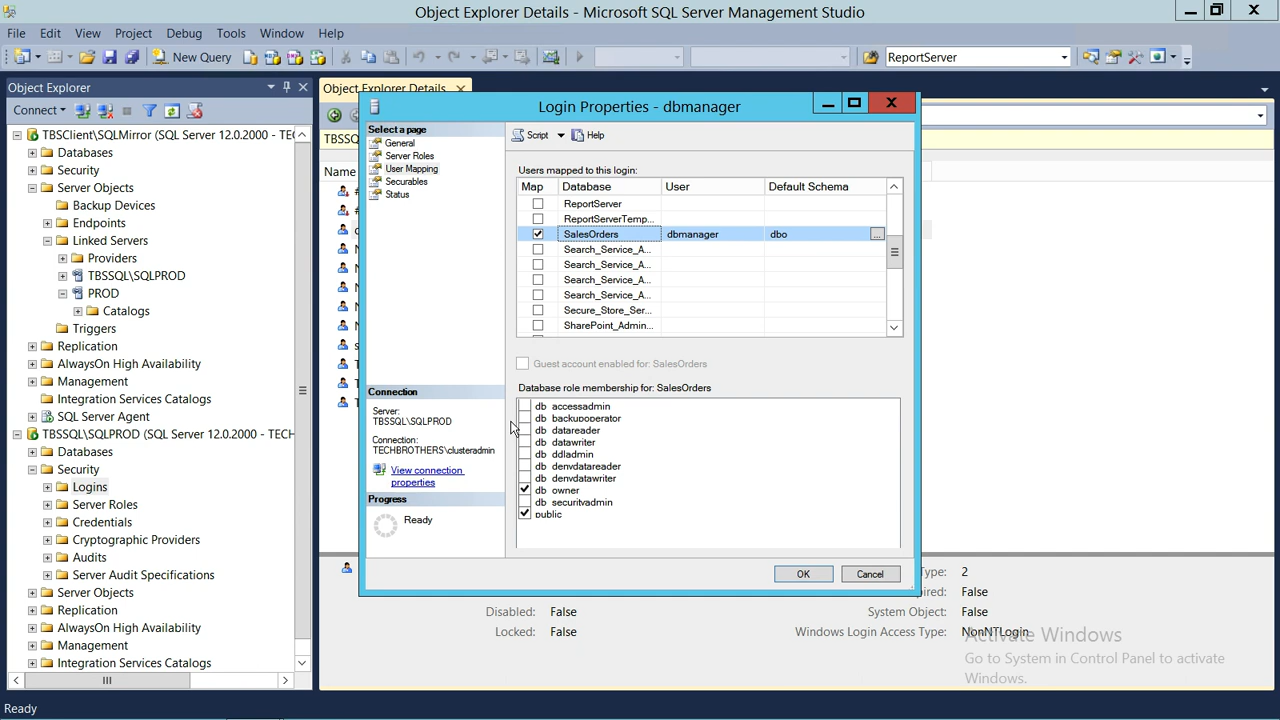 Object Explorer Details - Microsoft SQL Server Management Studio
File Edit View Project Debug Tools Window Help
New Query
ReportServer
Object Explorer
Connect
TBSClient\SQLMirror (SQL Server 12.0.2000 - TEC
Databases
Security
Server Objects
Backup Devices
Endpoints
Linked Servers
Providers
TBSSQL\SQLPROD
PROD
Catalogs
Triggers
Replication
AlwaysOn High Availability
Management
Integration Services Catalogs
SQL Server Agent
TBSSQL\SQLPROD (SQL Server 12.0.2000 - TECH
Databases
Security
Logins
Server Roles
Credentials
Cryptographic Providers
Audits
Server Audit Specifications
Server Objects
Replication
AlwaysOn High Availability
Management
Integration Services Catalogs
Object Explorer Details
TBSSQ
Name
Login Properties - dbmanager
Select a page
General
Server Roles
User Mapping
Securables
Status
Connection
Server:
TBSSQL\SQLPROD
Connection:
TECHBROTHERS\clusteradmin
View connection
properties
Progress
Ready
Script Help
Users mapped to this login:
Map Database User Default Schema
ReportServer
ReportServerTemp...
SalesOrders dbmanager dbo ...
Search_Service_A...
Search_Service_A...
Search_Service_A...
Search_Service_A...
Secure_Store_Ser...
SharePoint_Admin...
Guest account enabled for: SalesOrders
Database role membership for: SalesOrders
db_accessadmin
db_backupoperator
db_datareader
db_datawriter
db_ddladmin
db_denydatareader
db_denydatawriter
db_owner
db_securityadmin
public
OK Cancel
Type: 2
ired: False
Disabled: False System Object: False
Locked: False Windows Login Access Type: NonNTLogin
Activate Windows
Go to System in Control Panel to activate
Windows.
Ready